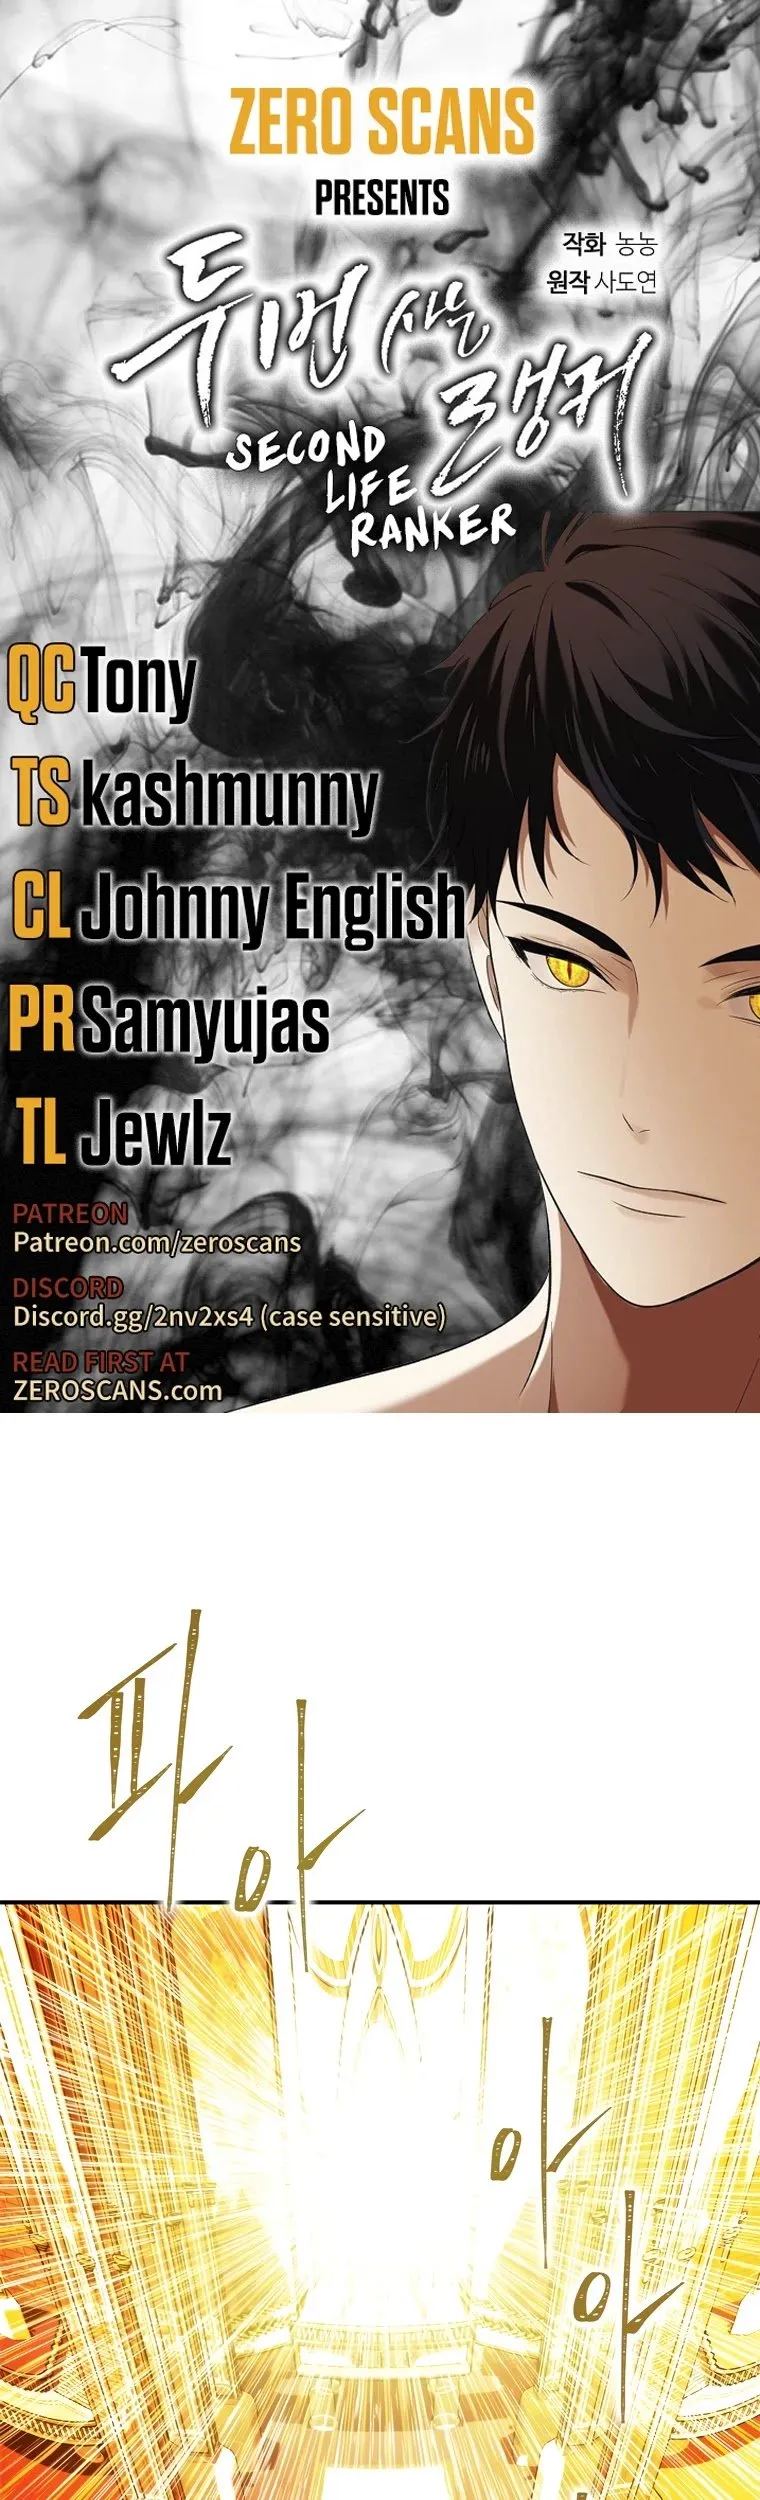 ZERO SCANS
PRESENTS
작화 농농
원작 사도연
두 번 사는
랭커
SECOND
LIFE
RANKER
QC Tony
TS kashmunny
CL Johnny English
PR Samyujas
TL Jewlz
PATREON
Patreon.com/zeroscans
DISCORD
Discord.gg/2nv2xs4 (case sensitive)
READ FIRST AT
ZEROSCANS.com
파
아
아
아